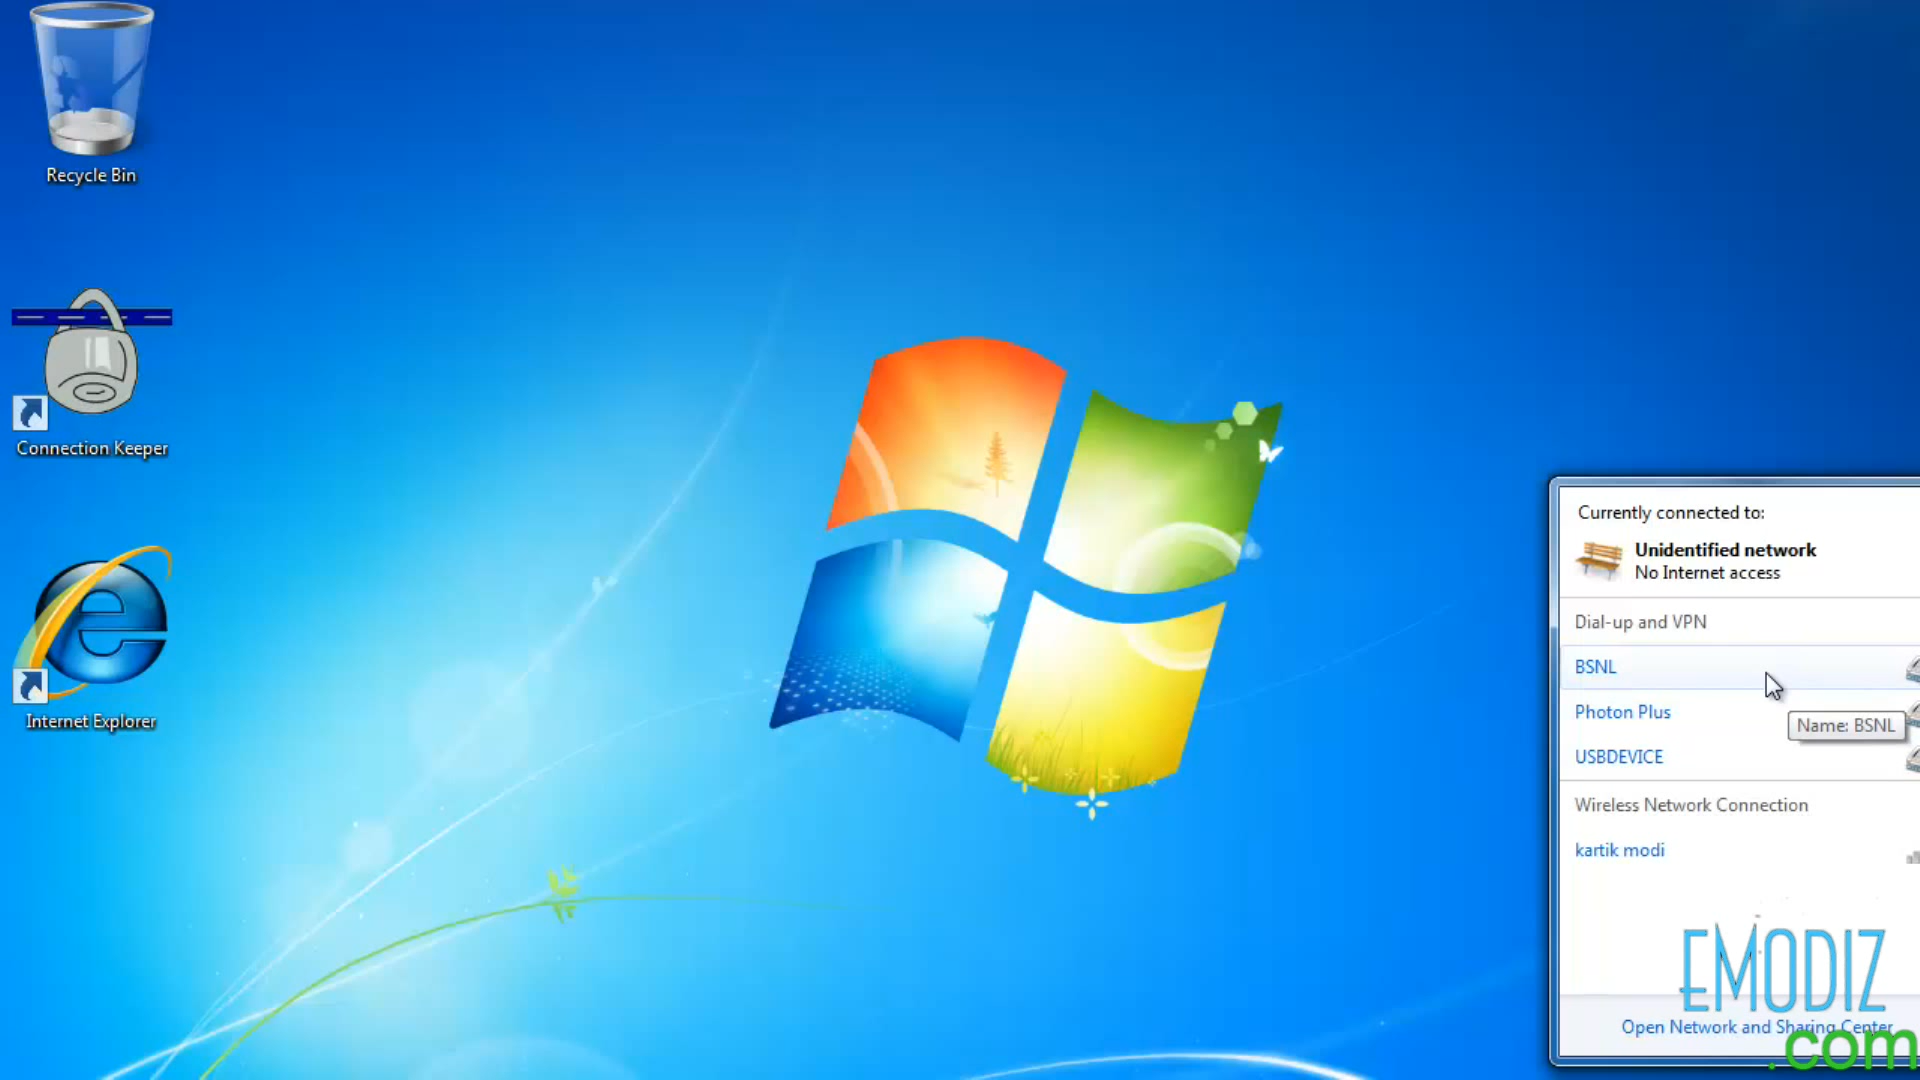 Recycle Bin
Connection Keeper
Internet Explorer
Currently connected to:
Unidentified network
No Internet access
Dial-up and VPN
BSNL
Photon Plus
Name: BSNL
USBDEVICE
Wireless Network Connection
kartik modi
EMODIZ
Open Network and Sharing Center
.com